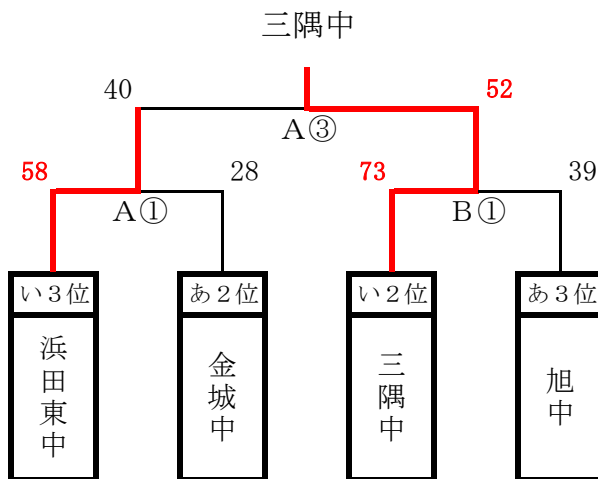 三隅中
40
52
A③
58
28
73
39
A①
B①
い3位
あ2位
い2位
あ3位
浜田東中
金城中
三隅中
旭中